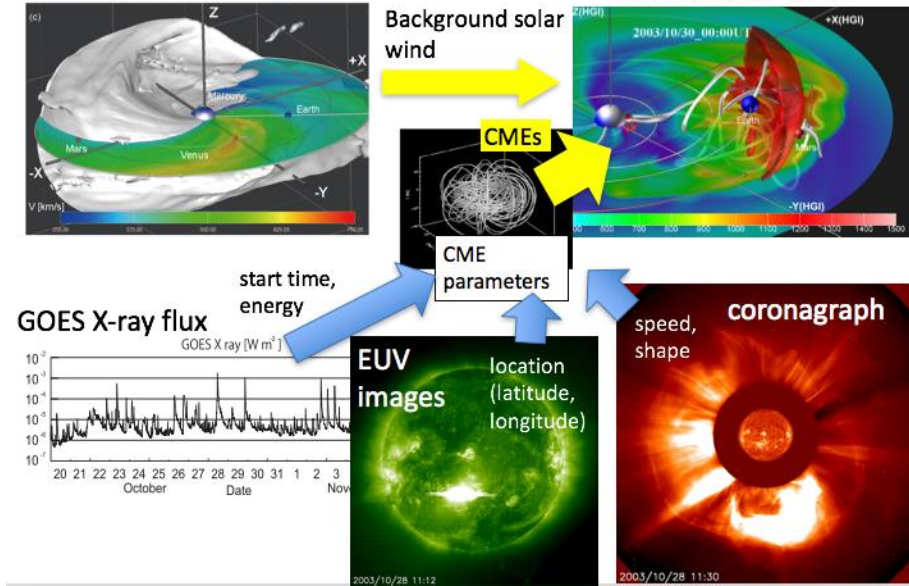 (c)
Z
+X
Mercury
Earth
Mars
Venus
-X
-Y
V [km/s]
Background solar
wind
Z(HGI)
+X(HGI)
2003/10/30_00:00UT
Earth
Mars
-Y(HGI)
600 700 800 900 1000 1100 1200 1300 1400 1500
CMEs
CME
parameters
start time,
energy
GOES X-ray flux
GOES X ray [W m²]
10⁻²
10⁻³
10⁻⁴
10⁻⁵
10⁻⁶
10⁻⁷
20 21 22 23 24 25 26 27 28 29 30 31 1 2 3
October Date
EUV
images
location
(latitude,
longitude)
2003/10/28 11:12
speed,
shape
coronagraph
2003/10/28 11:30